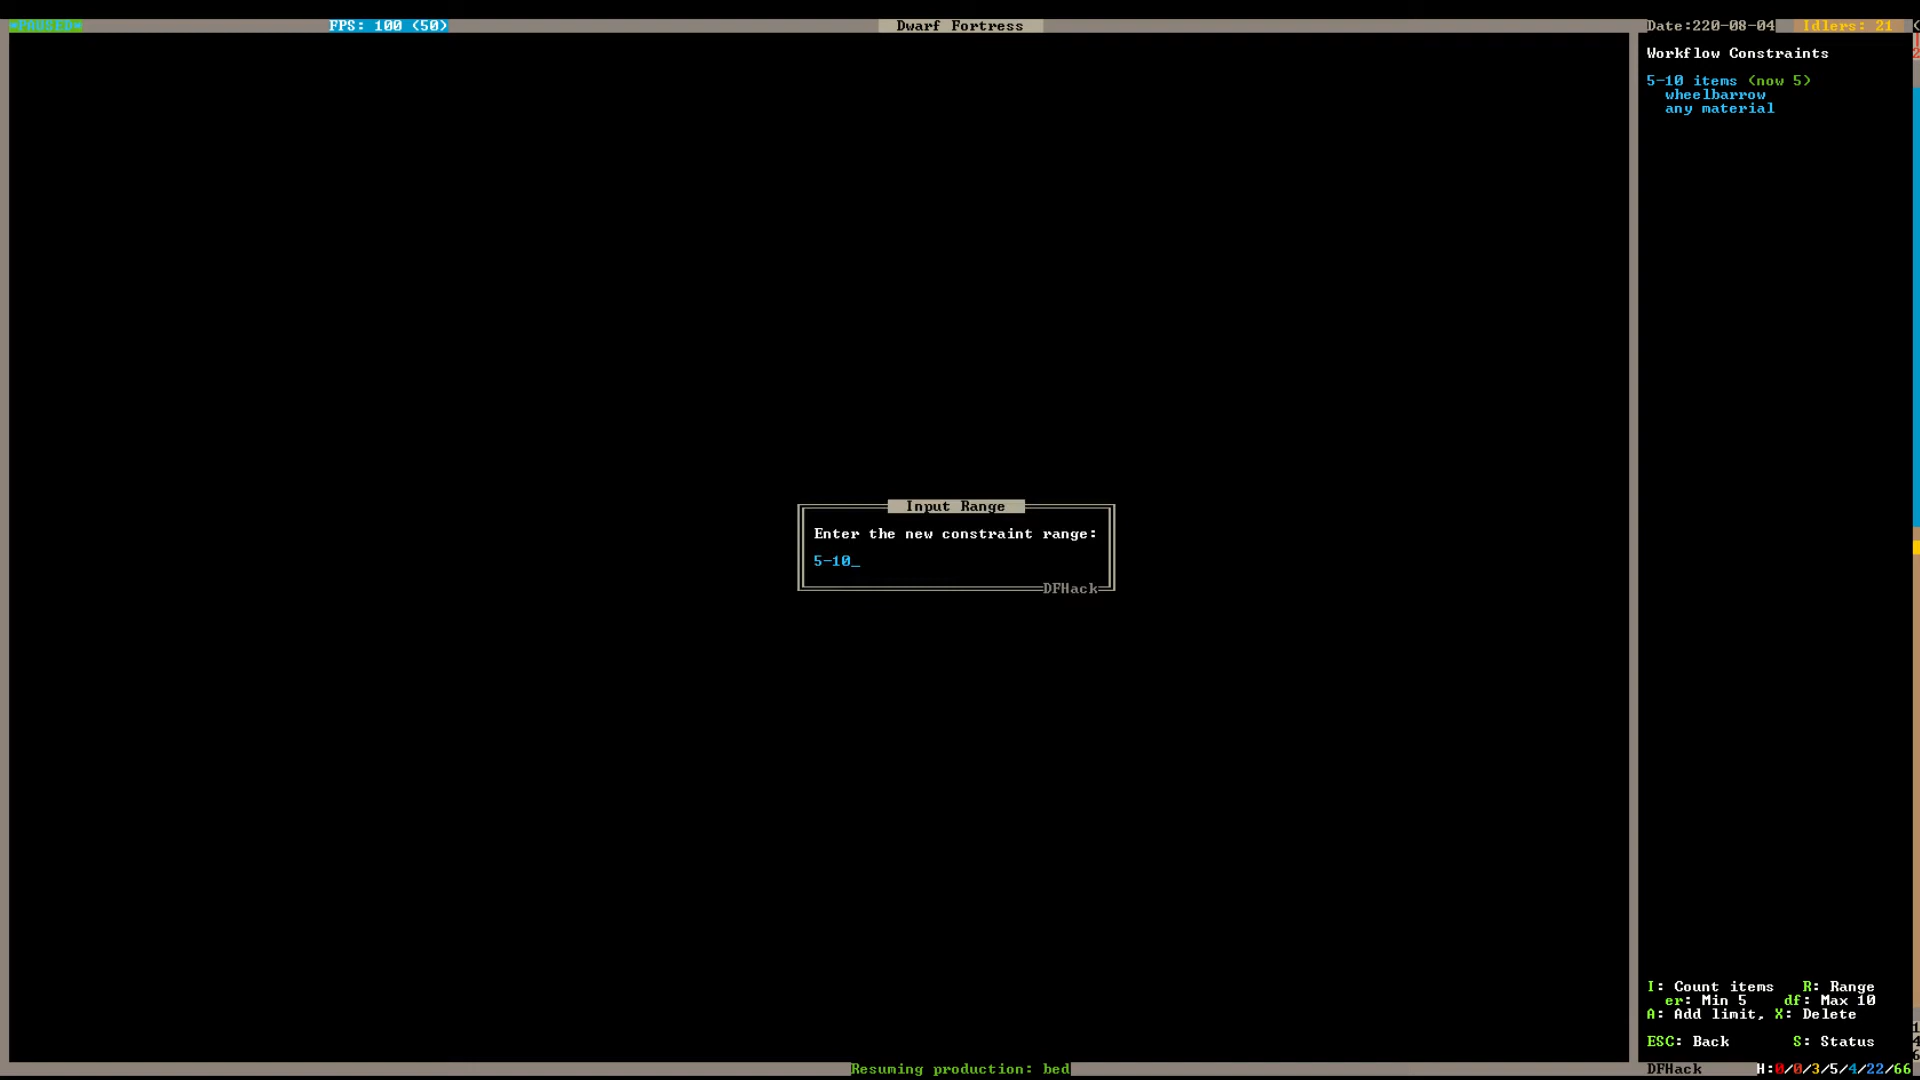 *PAUSED* FPS: 100 (50) Dwarf Fortress Date:220-08-04 Idlers: 21
Workflow Constraints
5-10 items (now 5)
wheelbarrow
any material
Input Range
Enter the new constraint range:
5-10_
DFHack
I: Count items R: Range
er: Min 5 df: Max 10
A: Add limit, X: Delete
ESC: Back S: Status
Resuming production: bed DFHack H:0/0/3/5/4/22/66